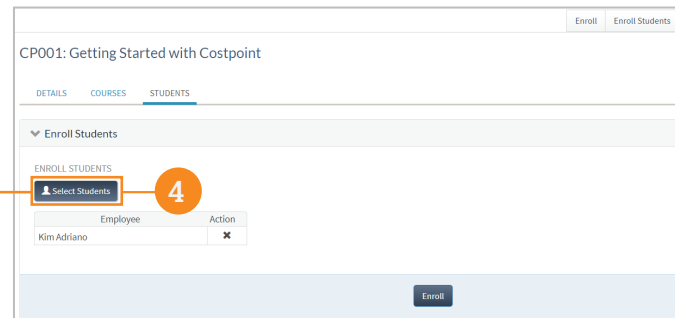 Enroll Enroll Students
CP001: Getting Started with Costpoint
DETAILS COURSES STUDENTS
Enroll Students
ENROLL STUDENTS
Select Students
4
Employee Action
Kim Adriano
Enroll